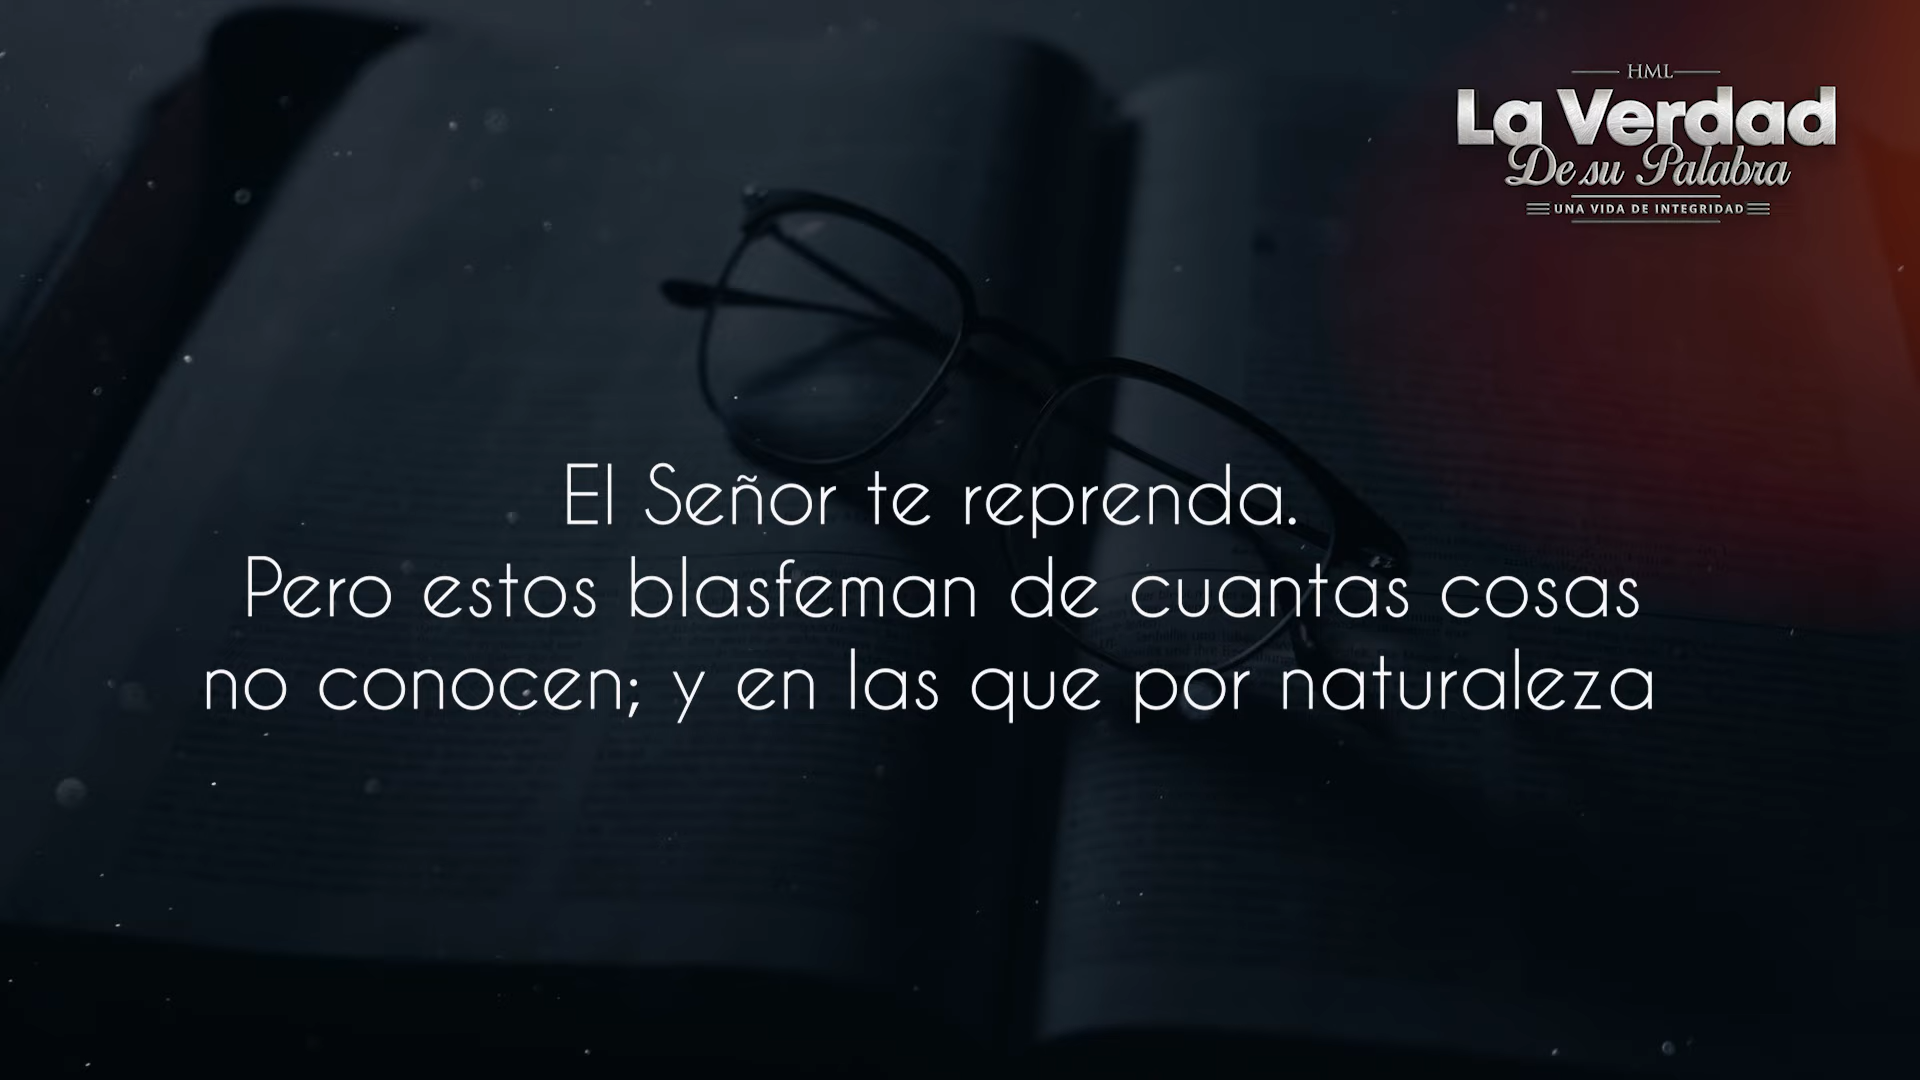 HML
La Verdad
De su Palabra
UNA VIDA DE INTEGRIDAD
El Señor te reprenda.
Pero estos blasfeman de cuantas cosas
no conocen; y en las que por naturaleza